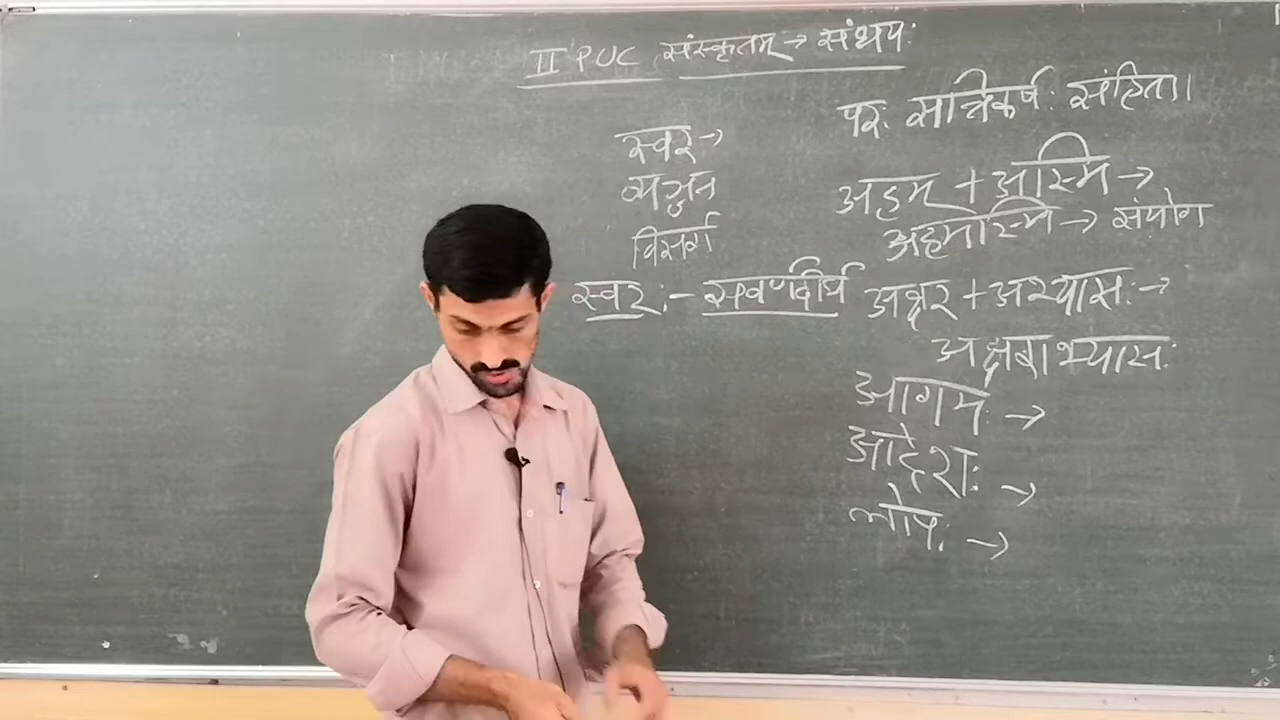 II PUC संस्कृतम् → संधयः
परः सन्निकर्षः संहिता।
स्वर →
व्यञ्जन
विसर्ग
अहम् + अस्मि →
अहमस्मि → संयोग
स्वरः :- सवर्णदीर्घ
अक्षर + अभ्यासः →
अक्षराभ्यासः
आगमः →
आदेशः →
लोपः →